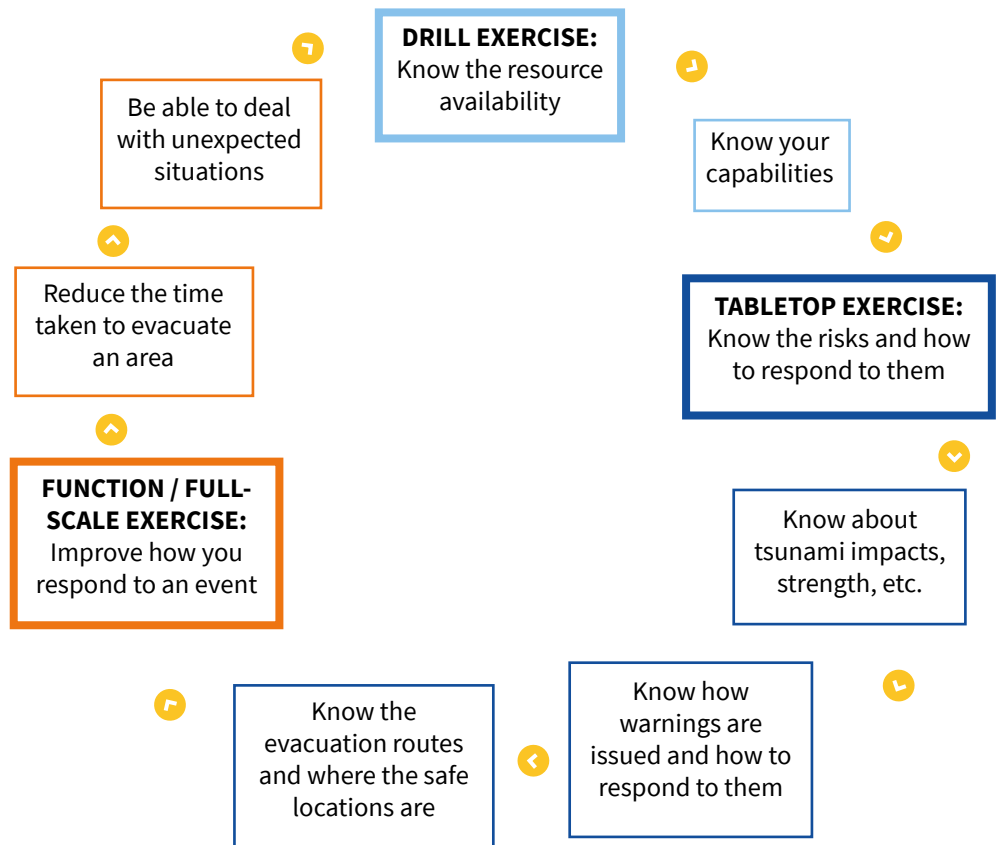 DRILL EXERCISE:
Know the resource
availability
Know your
capabilities
TABLETOP EXERCISE:
Know the risks and how
to respond to them
Know about
tsunami impacts,
strength, etc.
Know how
warnings are
issued and how to
respond to them
Know the
evacuation routes
and where the safe
locations are
FUNCTION / FULL-
SCALE EXERCISE:
Improve how you
respond to an event
Reduce the time
taken to evacuate
an area
Be able to deal
with unexpected
situations